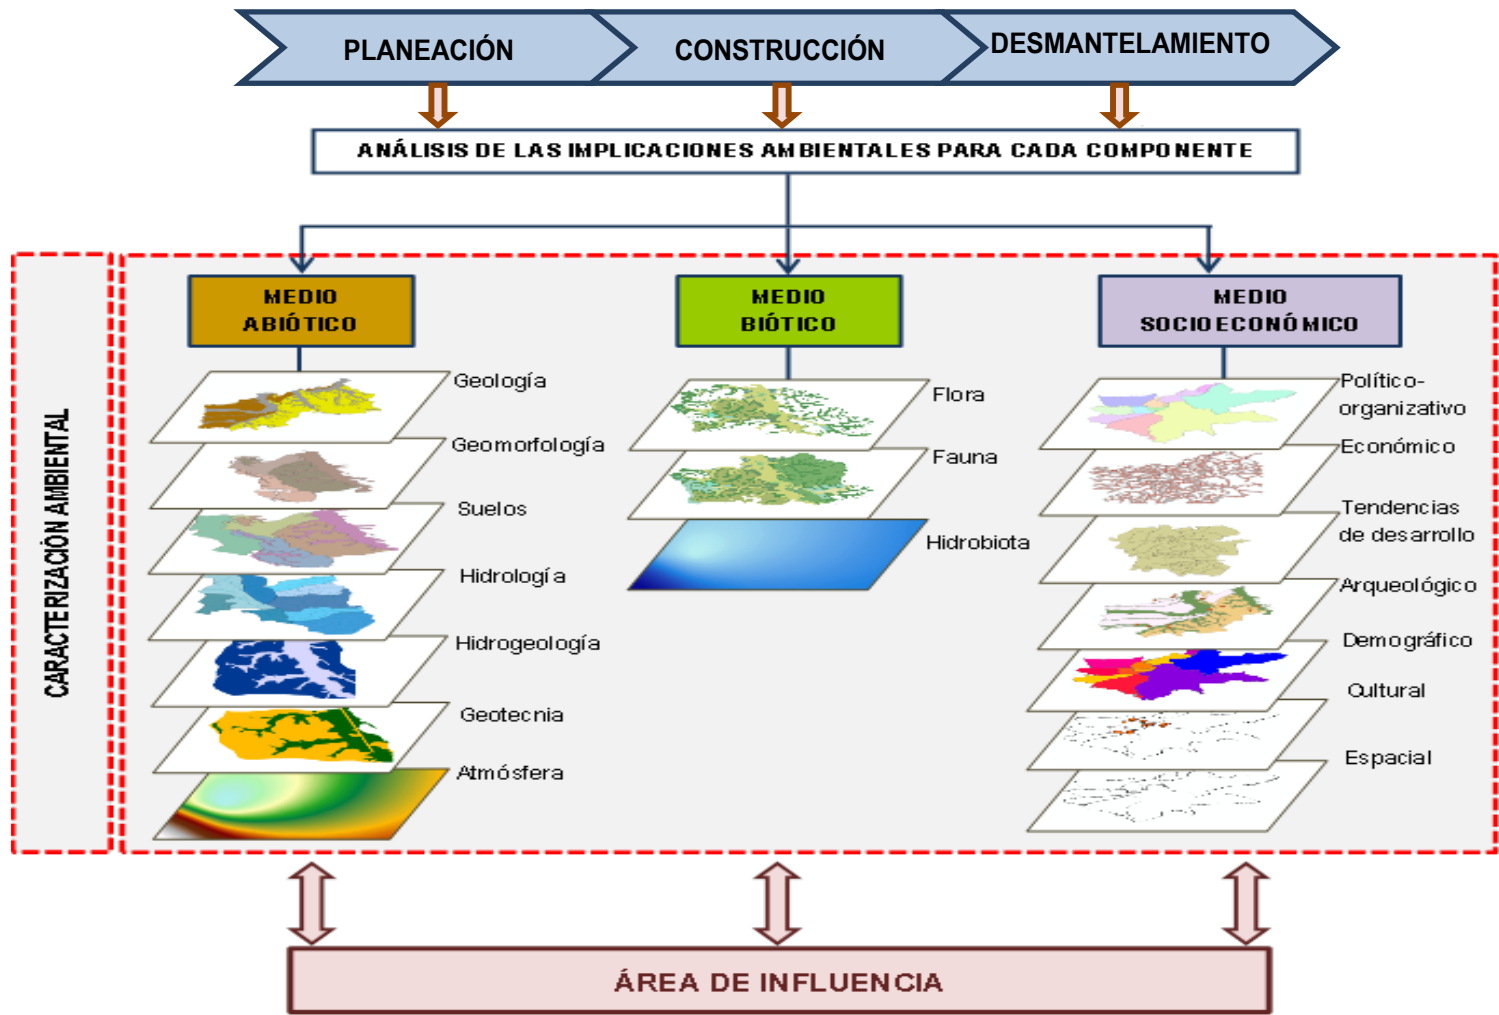 PLANEACIÓN
CONSTRUCCIÓN
DESMANTELAMIENTO
ANÁLISIS DE LAS IMPLICACIONES AMBIENTALES PARA CADA COMPONENTE
CARACTERIZACIÓN AMBIENTAL
MEDIO
ABIÓTICO
Geología
Geomorfología
Suelos
Hidrología
Hidrogeología
Geotecnia
Atmósfera
MEDIO
BIÓTICO
Flora
Fauna
Hidrobiota
MEDIO
SOCIOECONÓMICO
Político-
organizativo
Económico
Tendencias
de desarrollo
Arqueológico
Demográfico
Cultural
Espacial
ÁREA DE INFLUENCIA